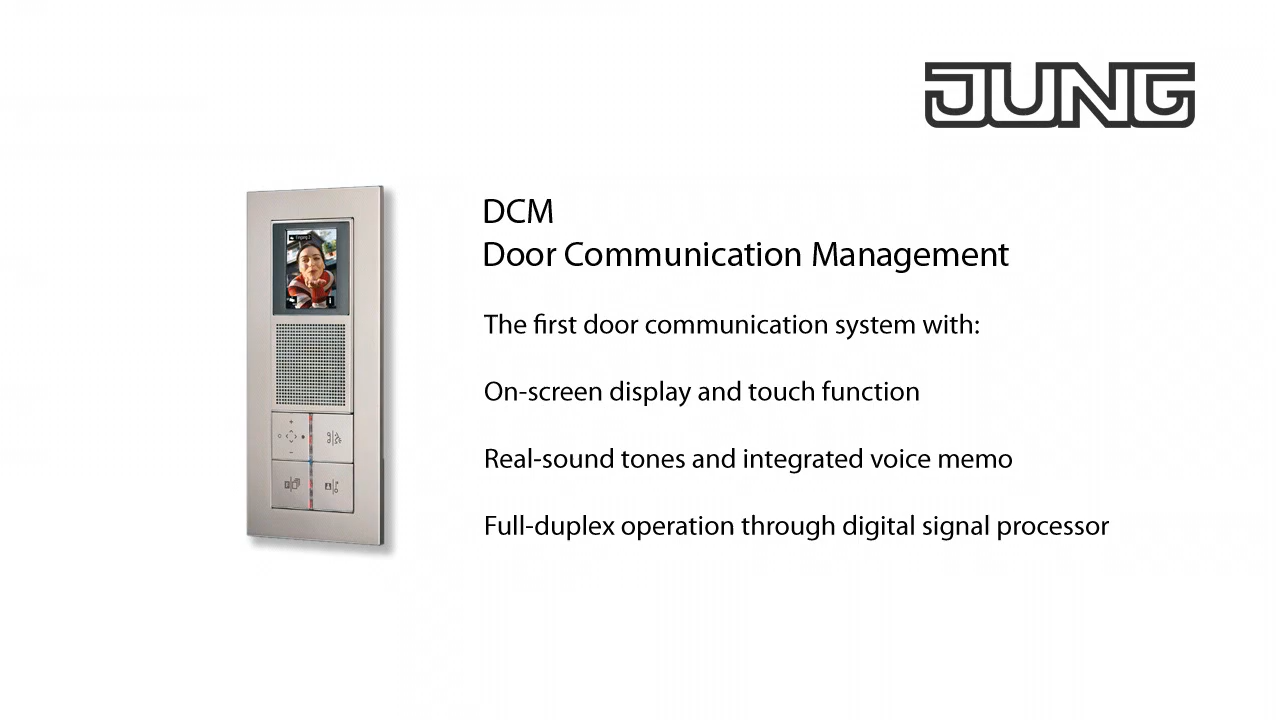 JUNG
DCM
Door Communication Management
The first door communication system with:
On-screen display and touch function
Real-sound tones and integrated voice memo
Full-duplex operation through digital signal processor